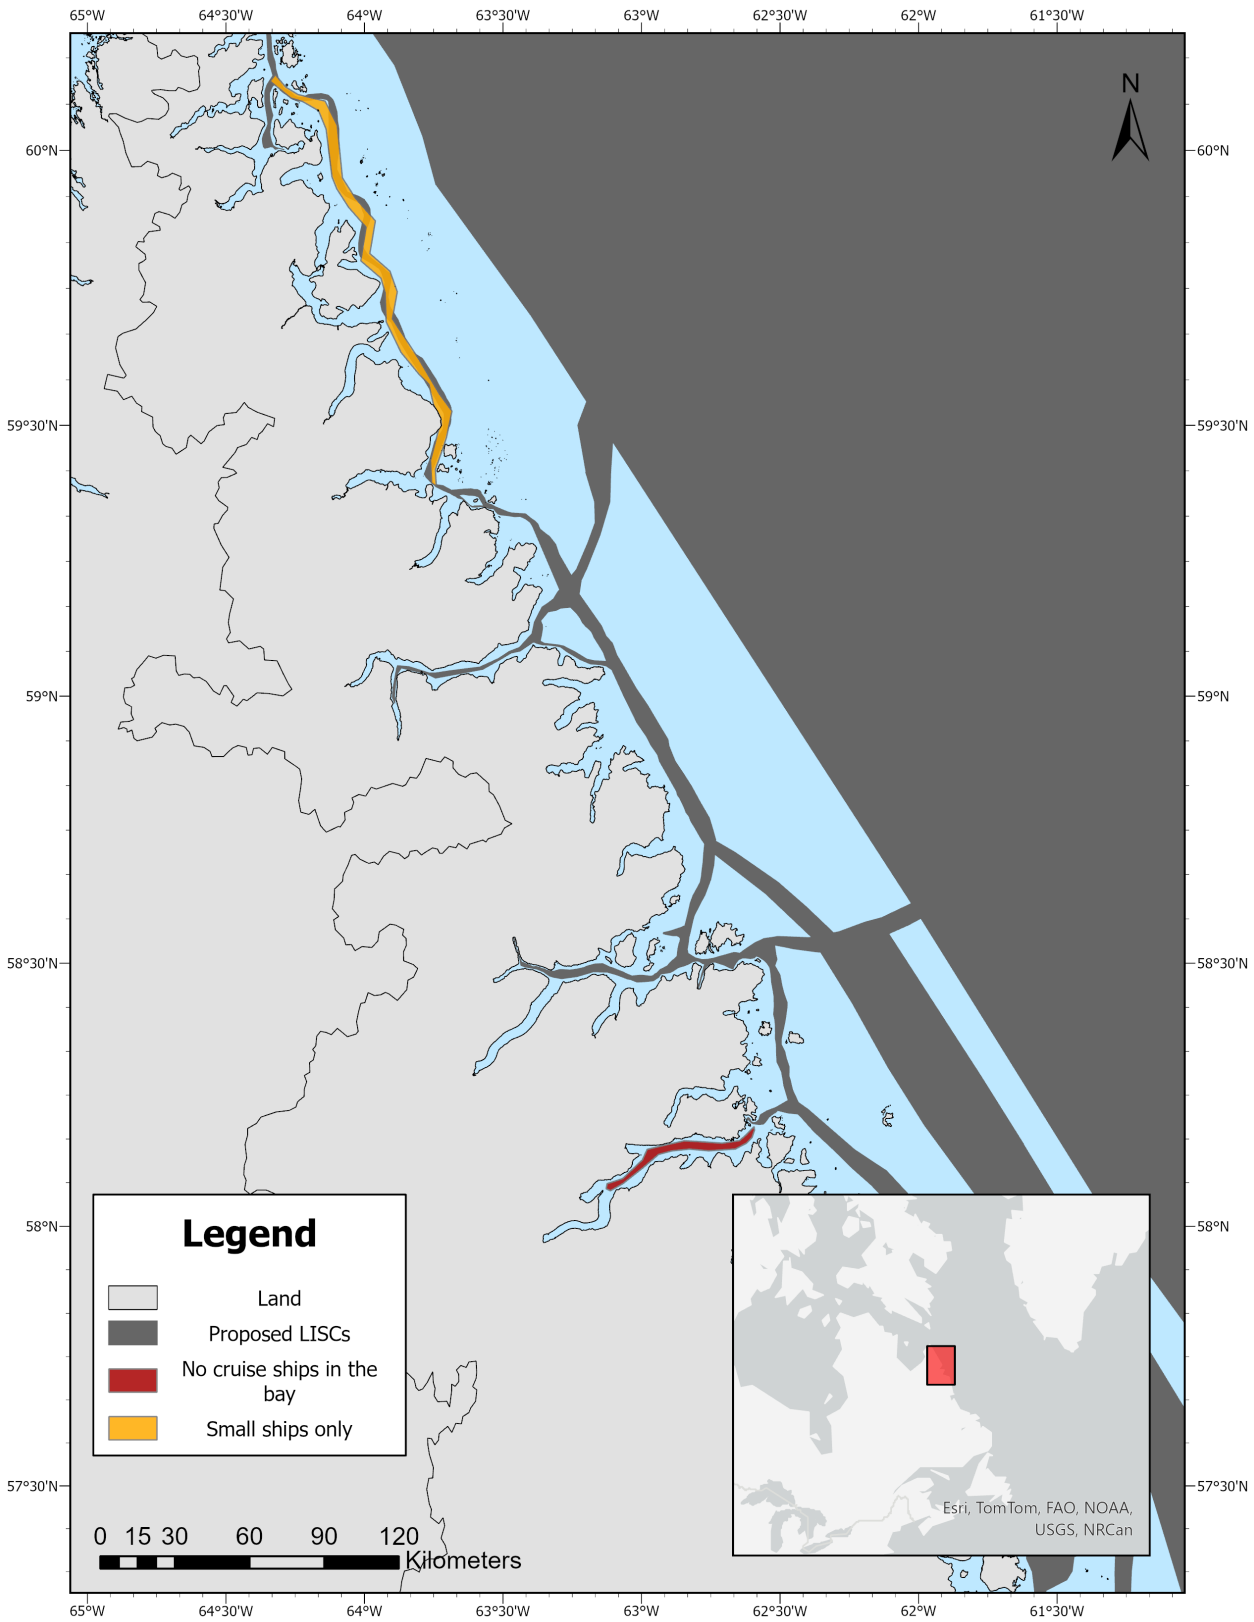 65°W 64°30'W 64°W 63°30'W 63°W 62°30'W 62°W 61°30'W
N
60°N 60°N
59°30'N 59°30'N
59°N 59°N
58°30'N 58°30'N
58°N 58°N
57°30'N 57°30'N
Legend
Land
Proposed LISCs
No cruise ships in the
bay
Small ships only
0 15 30 60 90 120
Kilometers
Esri, TomTom, FAO, NOAA,
USGS, NRCan
65°W 64°30'W 64°W 63°30'W 63°W 62°30'W 62°W 61°30'W